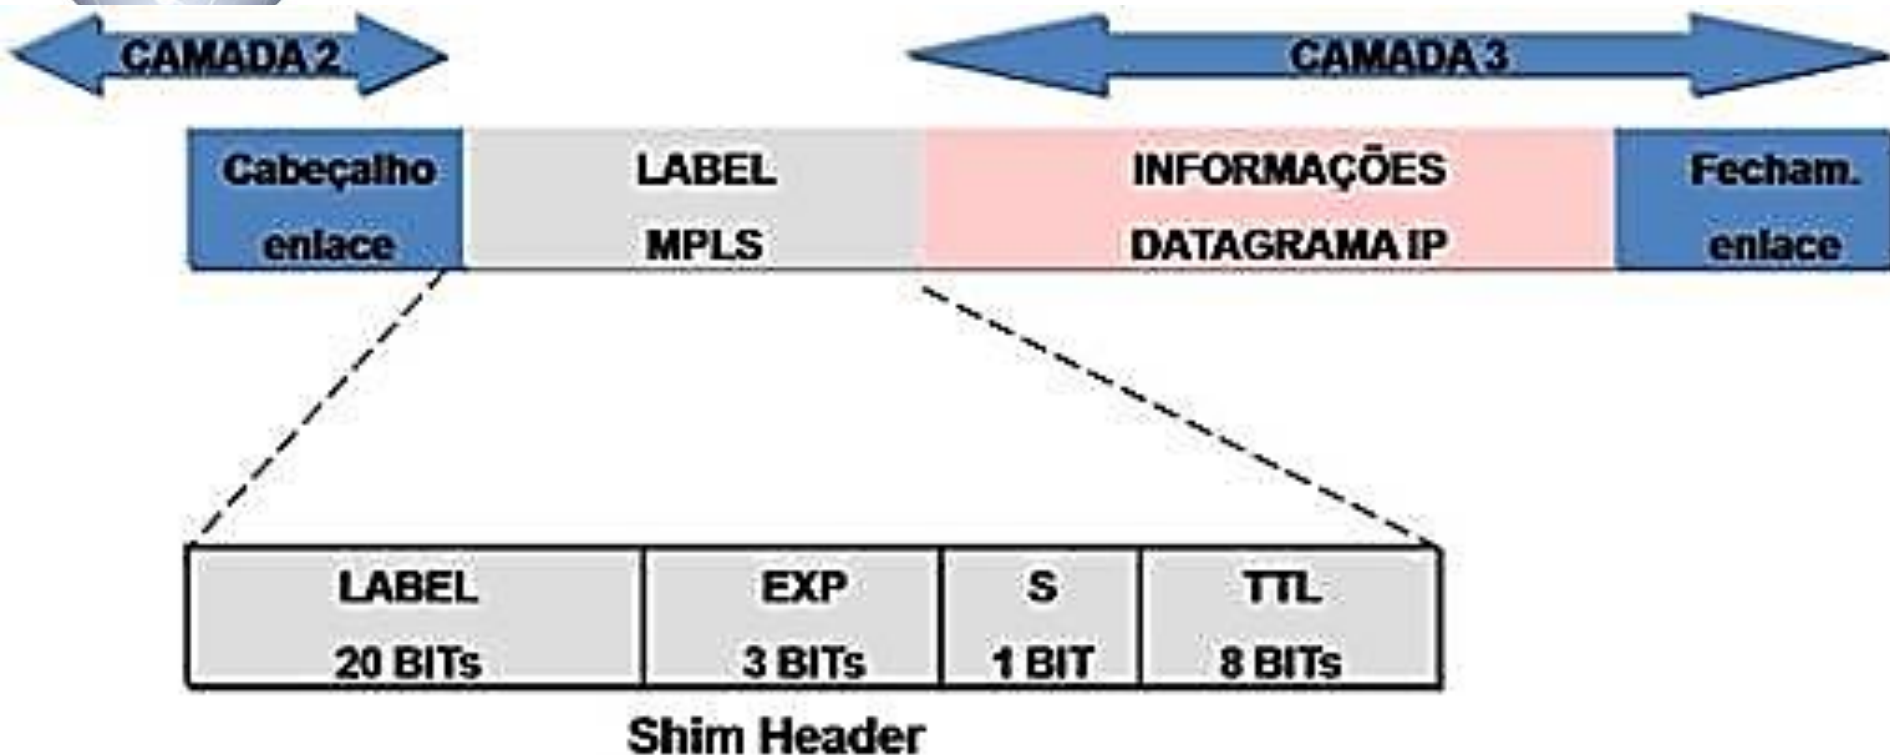 CAMADA 2
CAMADA 3
Cabeçalho
enlace
LABEL
MPLS
INFORMAÇÕES
DATAGRAMA IP
Fecham.
enlace
LABEL
20 BITs
EXP
3 BITs
S
1 BIT
TTL
8 BITs
Shim Header